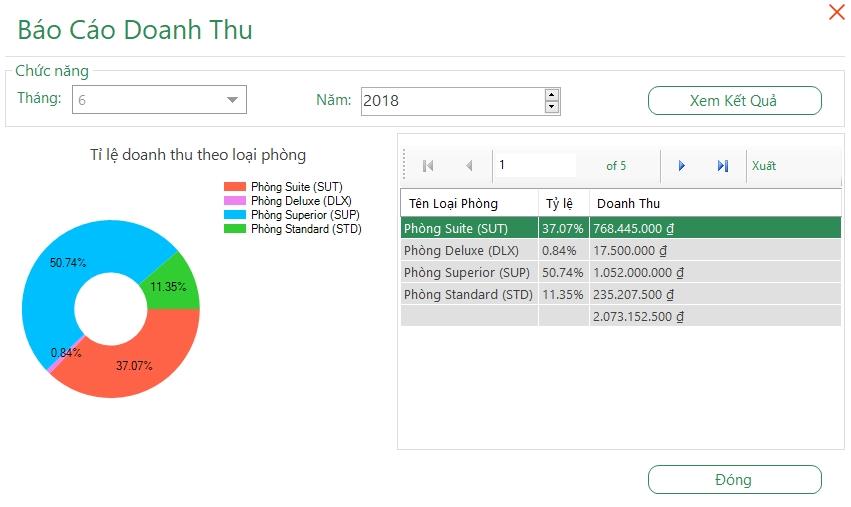 Báo Cáo Doanh Thu
Chức năng
Tháng: 6 Năm: 2018 Xem Kết Quả
Tỉ lệ doanh thu theo loại phòng
Phòng Suite (SUT)
Phòng Deluxe (DLX)
Phòng Superior (SUP)
Phòng Standard (STD)
50.74%
11.35%
0.84%
37.07%
1 of 5 Xuất
Tên Loại Phòng Tỷ lệ Doanh Thu
Phòng Suite (SUT) 37.07% 768.445.000 ₫
Phòng Deluxe (DLX) 0.84% 17.500.000 ₫
Phòng Superior (SUP) 50.74% 1.052.000.000 ₫
Phòng Standard (STD) 11.35% 235.207.500 ₫
2.073.152.500 ₫
Đóng